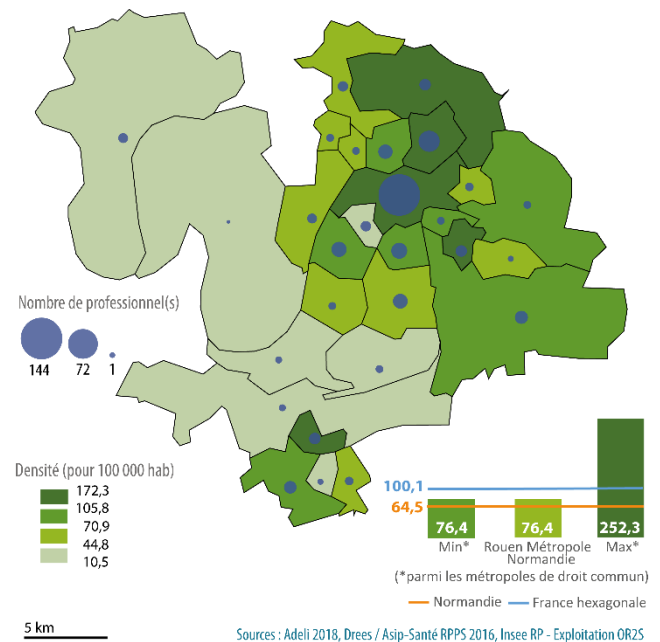 Nombre de professionnel(s)
144 72 1
Densité (pour 100 000 hab)
172,3
105,8
70,9
44,8
10,5
5 km
100,1
64,5
76,4 76,4 252,3
Min* Rouen Métropole Normandie Max*
(*parmi les métropoles de droit commun)
Normandie France hexagonale
Sources : Adeli 2018, Drees / Asip-Santé RPPS 2016, Insee RP - Exploitation OR2S